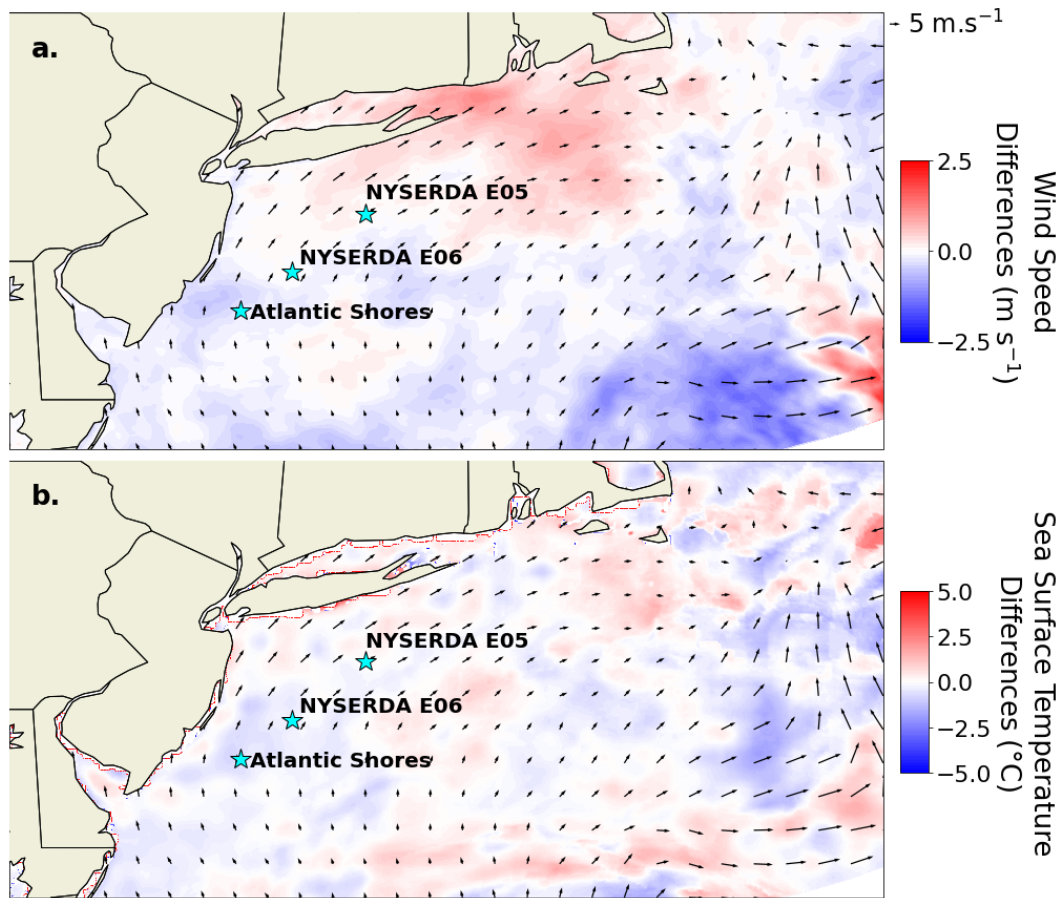 a.
5 m.s⁻¹
NYSERDA E05
NYSERDA E06
Atlantic Shores
2.5
0.0
−2.5
Wind Speed
Differences (m s⁻¹)
b.
NYSERDA E05
NYSERDA E06
Atlantic Shores
5.0
2.5
0.0
−2.5
−5.0
Sea Surface Temperature
Differences (°C)